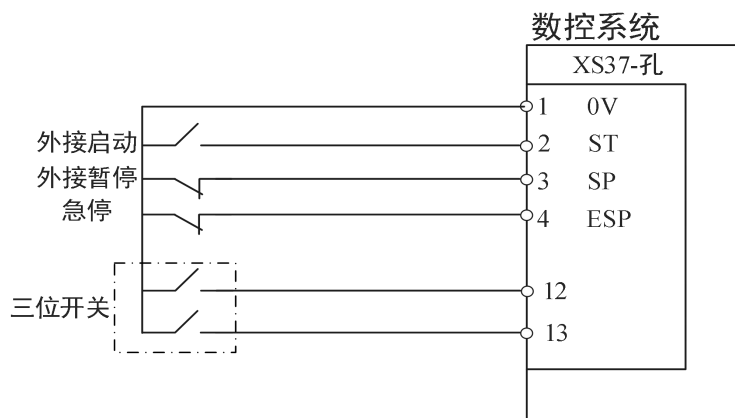 数控系统
XS37-孔
1 0V
外接启动 2 ST
外接暂停 3 SP
急停 4 ESP
12
三位开关
13